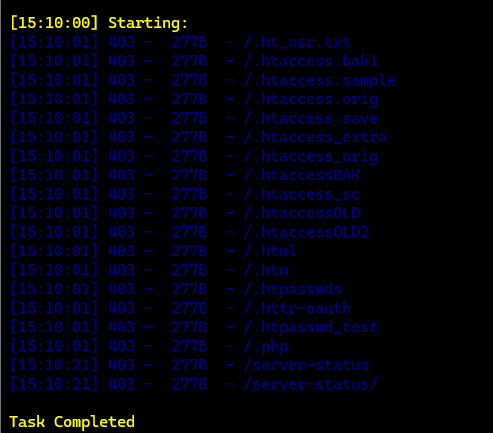 [15:10:00] Starting:
[15:10:01] 403 -  277B  - /.ht_wsr.txt
[15:10:01] 403 -  277B  - /.htaccess.bak1
[15:10:01] 403 -  277B  - /.htaccess.sample
[15:10:01] 403 -  277B  - /.htaccess.orig
[15:10:01] 403 -  277B  - /.htaccess.save
[15:10:01] 403 -  277B  - /.htaccess_extra
[15:10:01] 403 -  277B  - /.htaccess_orig
[15:10:01] 403 -  277B  - /.htaccessBAK
[15:10:01] 403 -  277B  - /.htaccess_sc
[15:10:01] 403 -  277B  - /.htaccessOLD
[15:10:01] 403 -  277B  - /.htaccessOLD2
[15:10:01] 403 -  277B  - /.html
[15:10:01] 403 -  277B  - /.htm
[15:10:01] 403 -  277B  - /.htpasswds
[15:10:01] 403 -  277B  - /.httr-oauth
[15:10:01] 403 -  277B  - /.htpasswd_test
[15:10:01] 403 -  277B  - /.php
[15:10:21] 403 -  277B  - /server-status
[15:10:21] 403 -  277B  - /server-status/
Task Completed